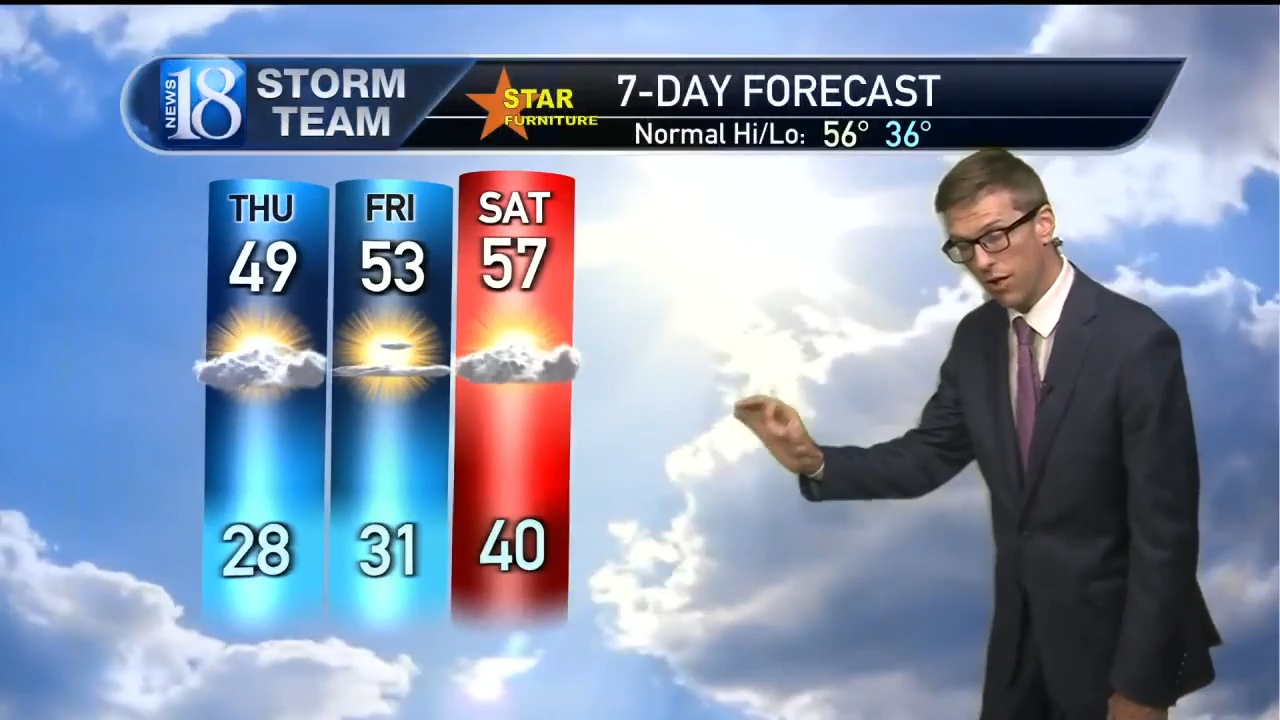 NEWS 18
STORM
TEAM
STAR
FURNITURE
7-DAY FORECAST
Normal Hi/Lo: 56° 36°
THU FRI SAT
49 53 57
28 31 40